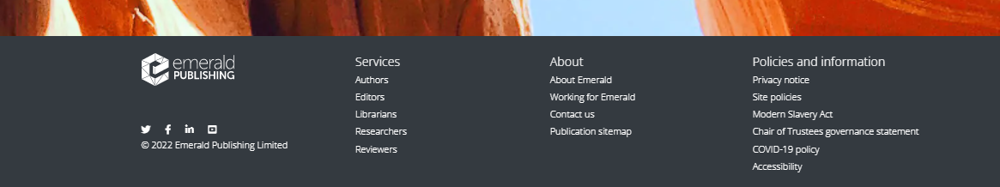 emerald
PUBLISHING
© 2022 Emerald Publishing Limited
Services
Authors
Editors
Librarians
Researchers
Reviewers
About
About Emerald
Working for Emerald
Contact us
Publication sitemap
Policies and information
Privacy notice
Site policies
Modern Slavery Act
Chair of Trustees governance statement
COVID-19 policy
Accessibility